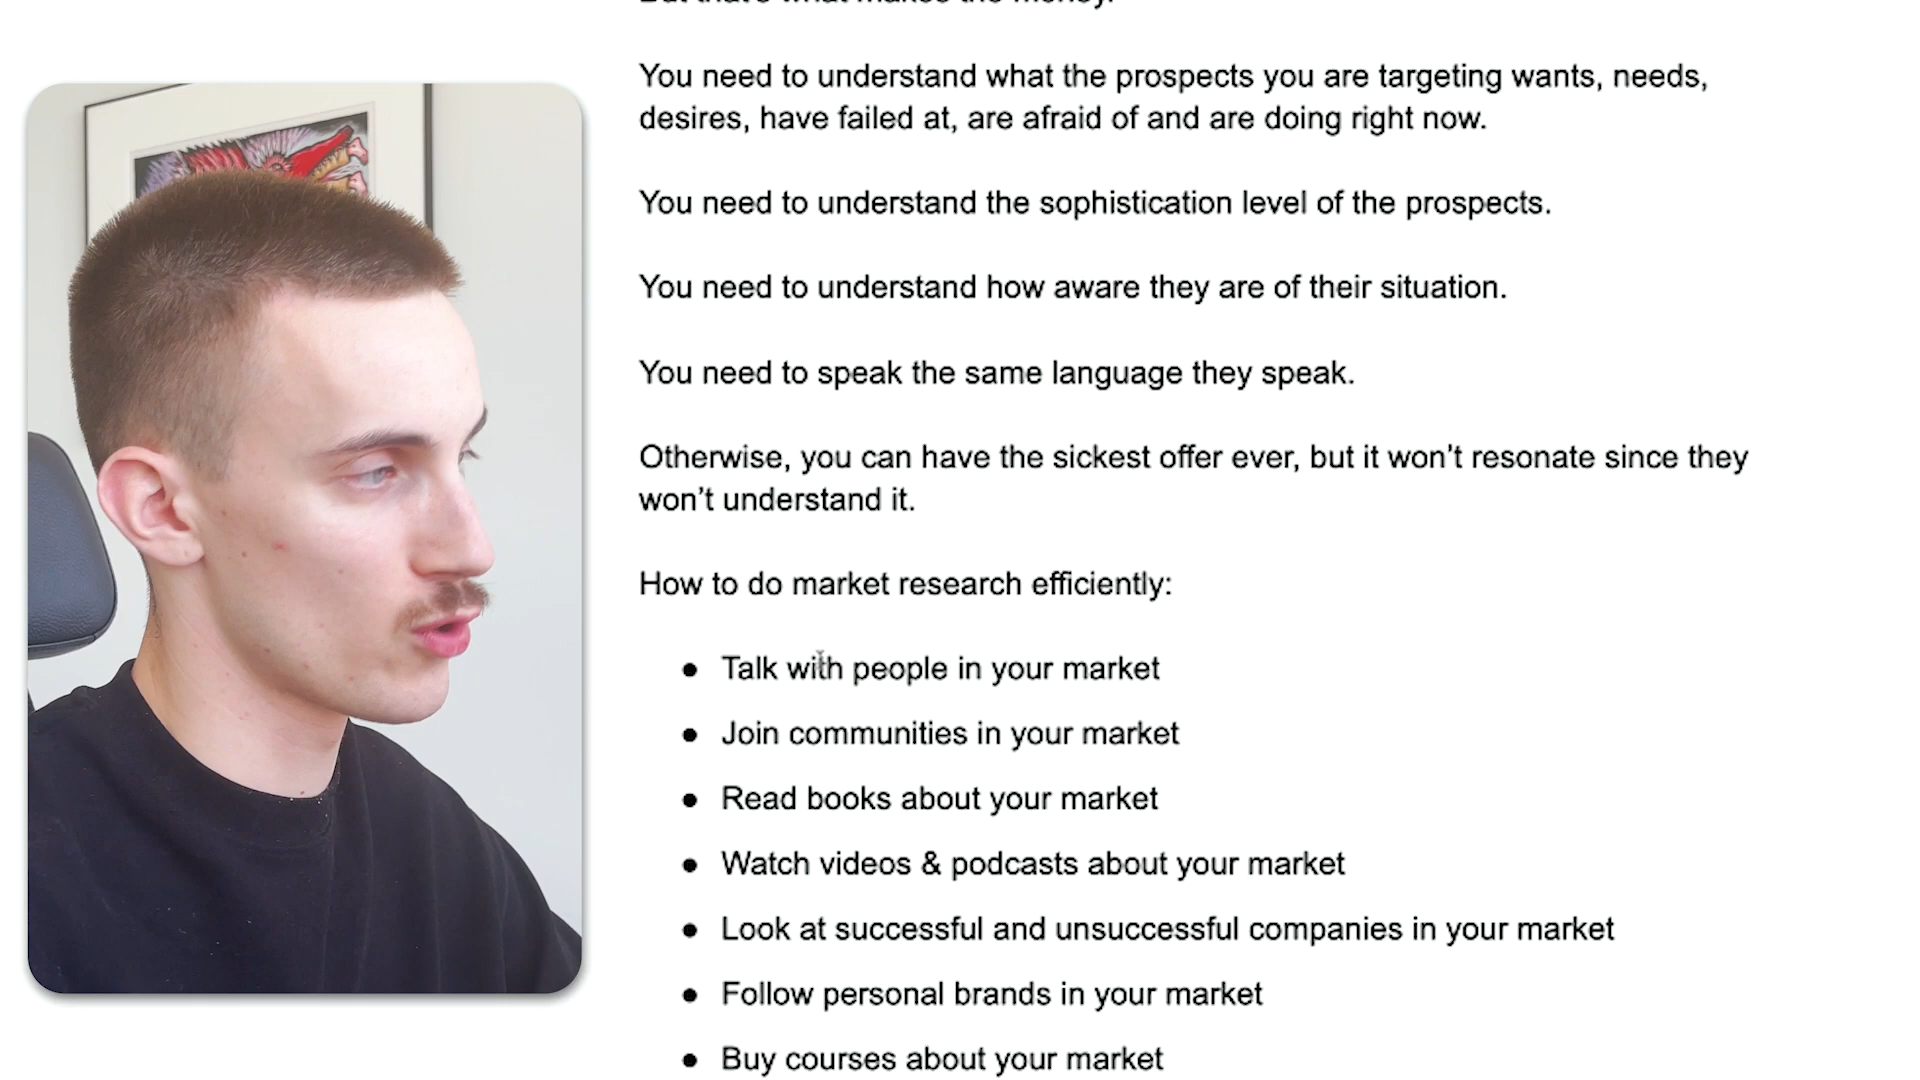 But that's what makes the money.
You need to understand what the prospects you are targeting wants, needs,
desires, have failed at, are afraid of and are doing right now.
You need to understand the sophistication level of the prospects.
You need to understand how aware they are of their situation.
You need to speak the same language they speak.
Otherwise, you can have the sickest offer ever, but it won't resonate since they
won’t understand it.
How to do market research efficiently:
● Talk with people in your market
● Join communities in your market
● Read books about your market
● Watch videos & podcasts about your market
● Look at successful and unsuccessful companies in your market
● Follow personal brands in your market
● Buy courses about your market